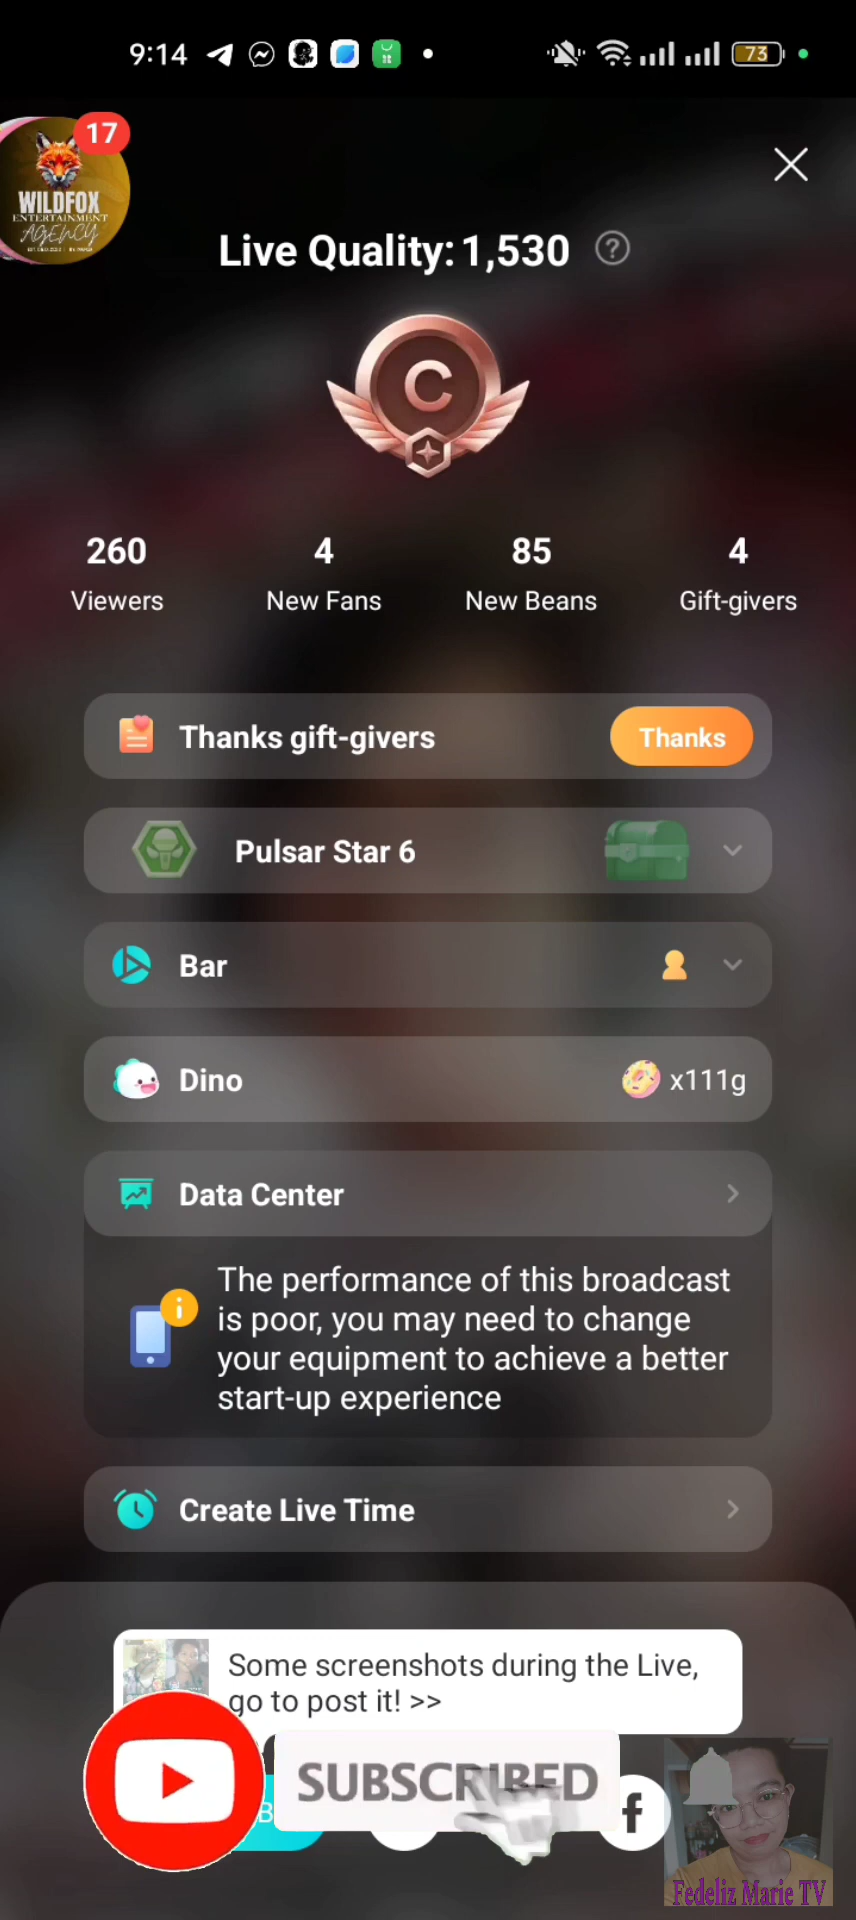 9:14
73
17
WILDFOX
ENTERTAINMENT
AGENCY
Live Quality: 1,530
?
C
260
4
85
4
Viewers
New Fans
New Beans
Gift-givers
Thanks gift-givers
Thanks
Pulsar Star 6
Bar
Dino
x111g
Data Center
The performance of this broadcast
is poor, you may need to change
your equipment to achieve a better
start-up experience
Create Live Time
Some screenshots during the Live,
go to post it! >>
SUBSCRIBED
B
f
Fedeliz Marie TV